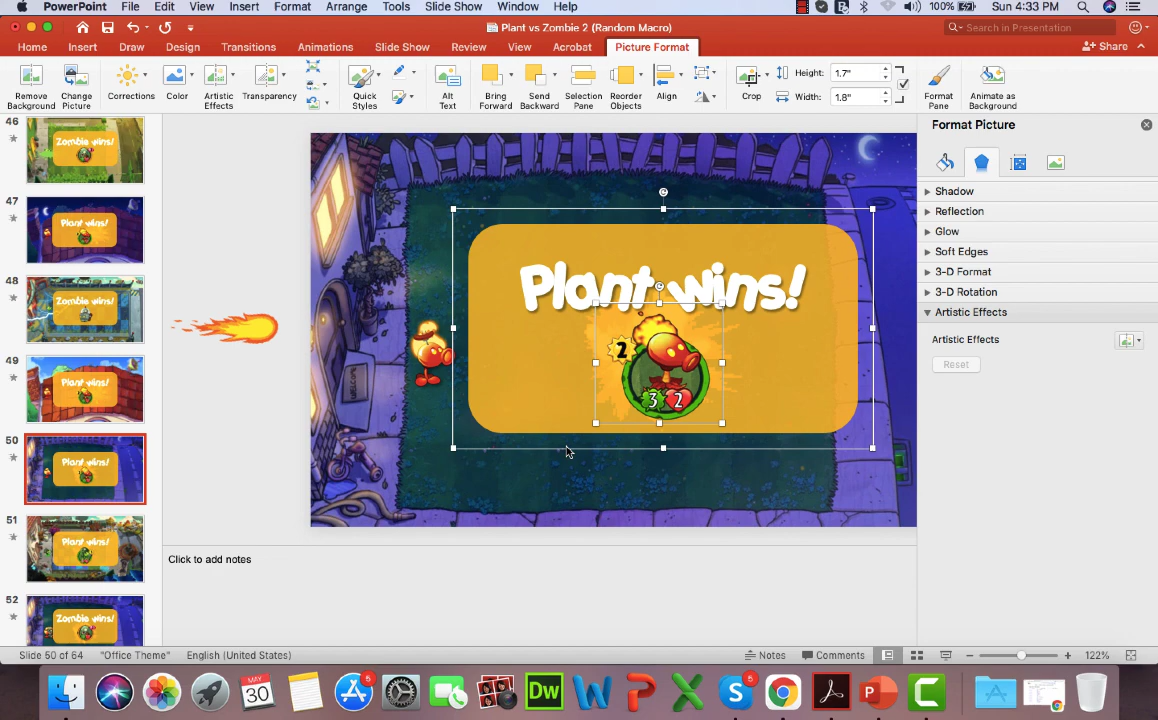 PowerPoint File Edit View Insert Format Arrange Tools Slide Show Window Help 100% Sun 4:33 PM
Plant vs Zombie 2 (Random Macro)
Search in Presentation
Home Insert Draw Design Transitions Animations Slide Show Review View Acrobat Picture Format
Share
Remove Background
Change Picture
Corrections
Color
Artistic Effects
Transparency
Quick Styles
Alt Text
Bring Forward
Send Backward
Selection Pane
Reorder Objects
Align
Crop
Height: 1.7"
Width: 1.8"
Format Pane
Animate as Background
46
Zombie wins!
47
Plant wins!
48
Zombie wins!
49
Plant wins!
50
Plant wins!
51
Plant wins!
52
Zombie wins!
WELCOME
Plant wins!
2
3 2
Click to add notes
Format Picture
Shadow
Reflection
Glow
Soft Edges
3-D Format
3-D Rotation
Artistic Effects
Artistic Effects
Reset
Slide 50 of 64 "Office Theme" English (United States)
Notes Comments 122%
MAY
30
5
Dw
W
P
X
S
5
P
C